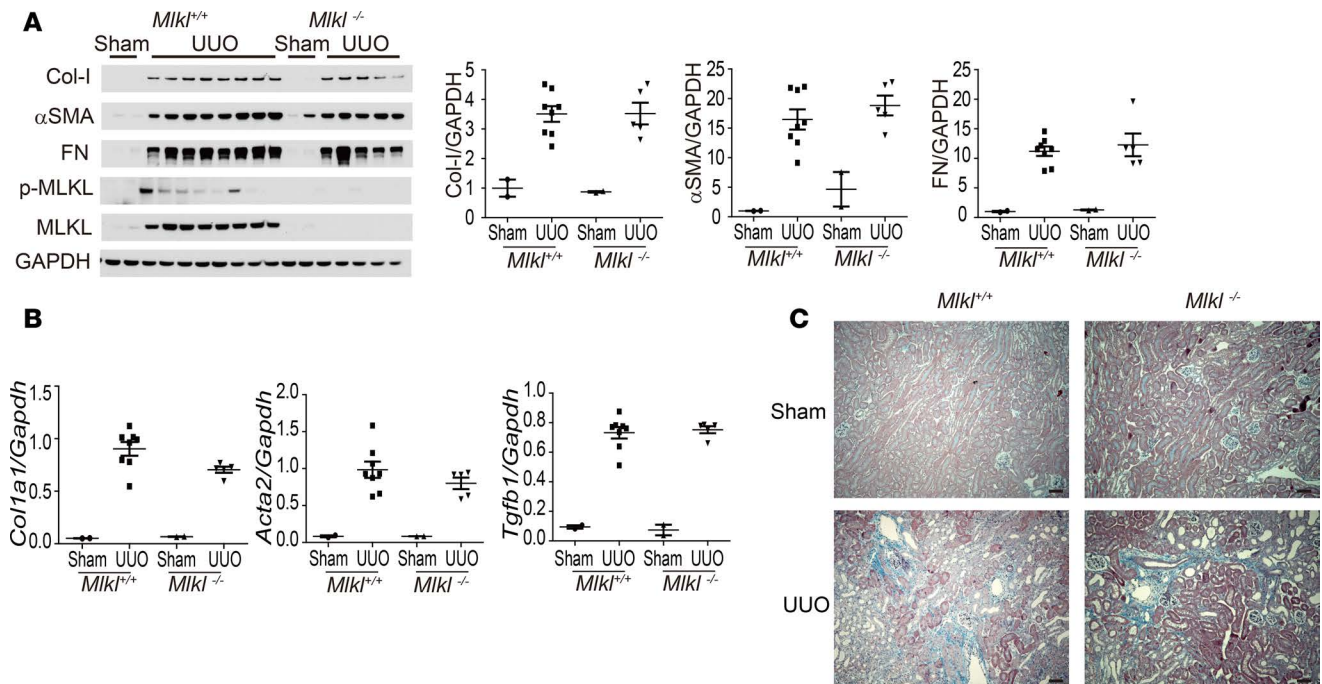 A
Mlkl+/+ Mlkl -/-
Sham UUO Sham UUO
Col-I
αSMA
FN
p-MLKL
MLKL
GAPDH
Col-I/GAPDH
5
4
3
2
1
0
Sham UUO Sham UUO
Mlkl+/+ Mlkl -/-
αSMA/GAPDH
25
20
15
10
5
0
Sham UUO Sham UUO
Mlkl+/+ Mlkl -/-
FN/GAPDH
25
20
15
10
5
0
Sham UUO Sham UUO
Mlkl+/+ Mlkl -/-
B
Col1a1/Gapdh
1.5
1.0
0.5
0.0
Sham UUO Sham UUO
Mlkl+/+ Mlkl -/-
Acta2/Gapdh
2.0
1.5
1.0
0.5
0.0
Sham UUO Sham UUO
Mlkl+/+ Mlkl -/-
Tgfb1/Gapdh
1.0
0.8
0.6
0.4
0.2
0.0
Sham UUO Sham UUO
Mlkl+/+ Mlkl -/-
C
Mlkl+/+ Mlkl -/-
Sham
UUO